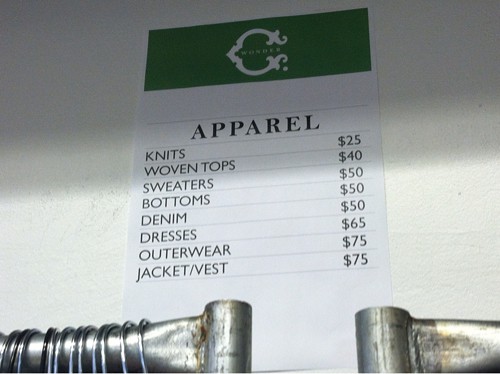 C WONDER
APPAREL
KNITS $25
WOVEN TOPS $40
SWEATERS $50
BOTTOMS $50
DENIM $50
DRESSES $65
OUTERWEAR $75
JACKET/VEST $75